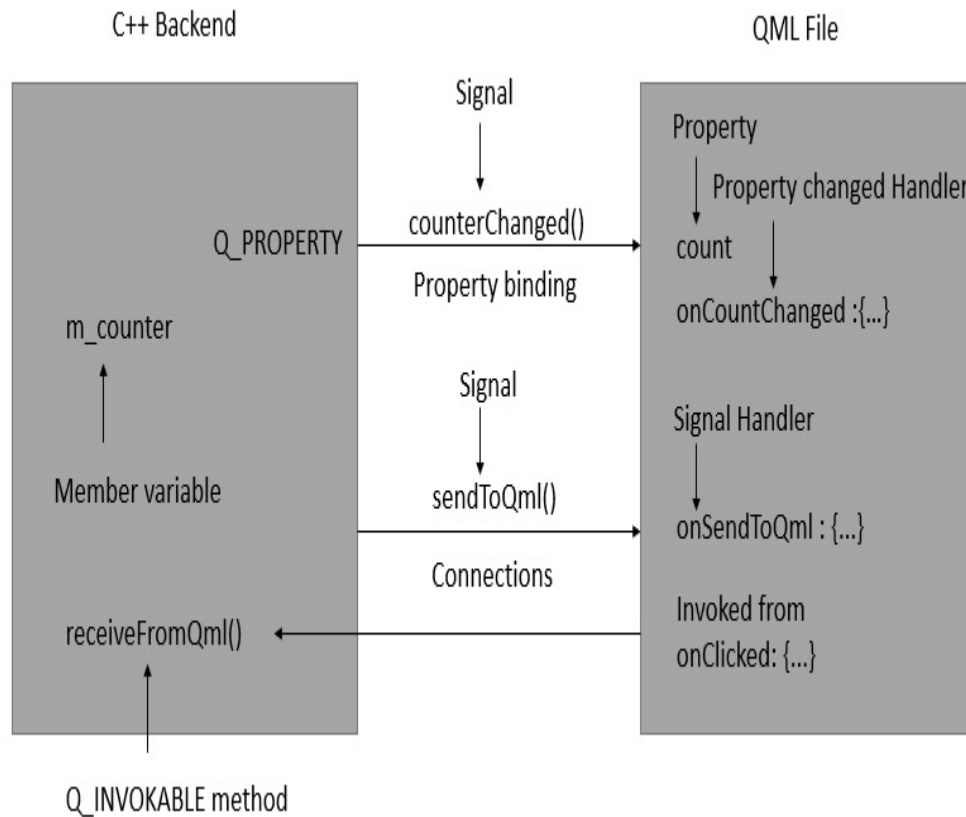 C++ Backend
QML File
Signal
Property
Property changed Handler
counterChanged()
Q_PROPERTY
count
Property binding
onCountChanged :{...}
m_counter
Signal
Signal Handler
Member variable
sendToQml()
onSendToQml : {...}
Connections
Invoked from
receiveFromQml()
onClicked: {...}
Q_INVOKABLE method